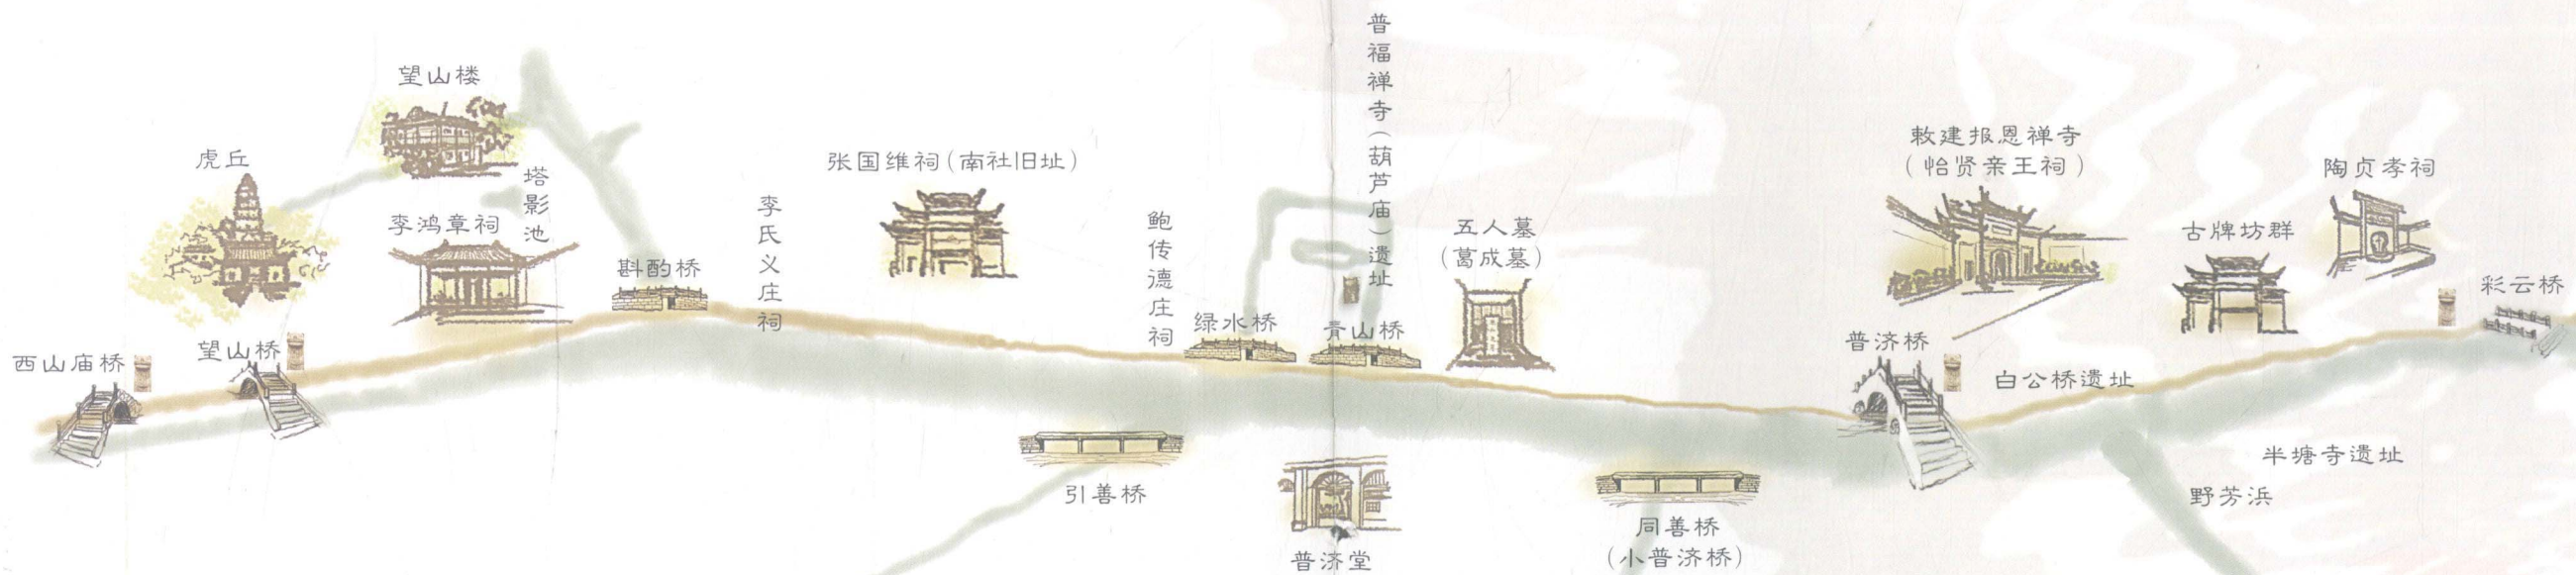 望山楼
虎丘
塔影池
李鸿章祠
斟酌桥
西山庙桥
望山桥
李氏义庄祠
张国维祠(南社旧址)
鲍传德庄祠
绿水桥
普福禅寺(葫芦庙)遗址
青山桥
五人墓
(葛成墓)
引善桥
普济堂
同善桥
(小普济桥)
敕建报恩禅寺
(怡贤亲王祠)
普济桥
白公桥遗址
古牌坊群
陶贞孝祠
彩云桥
半塘寺遗址
野芳浜